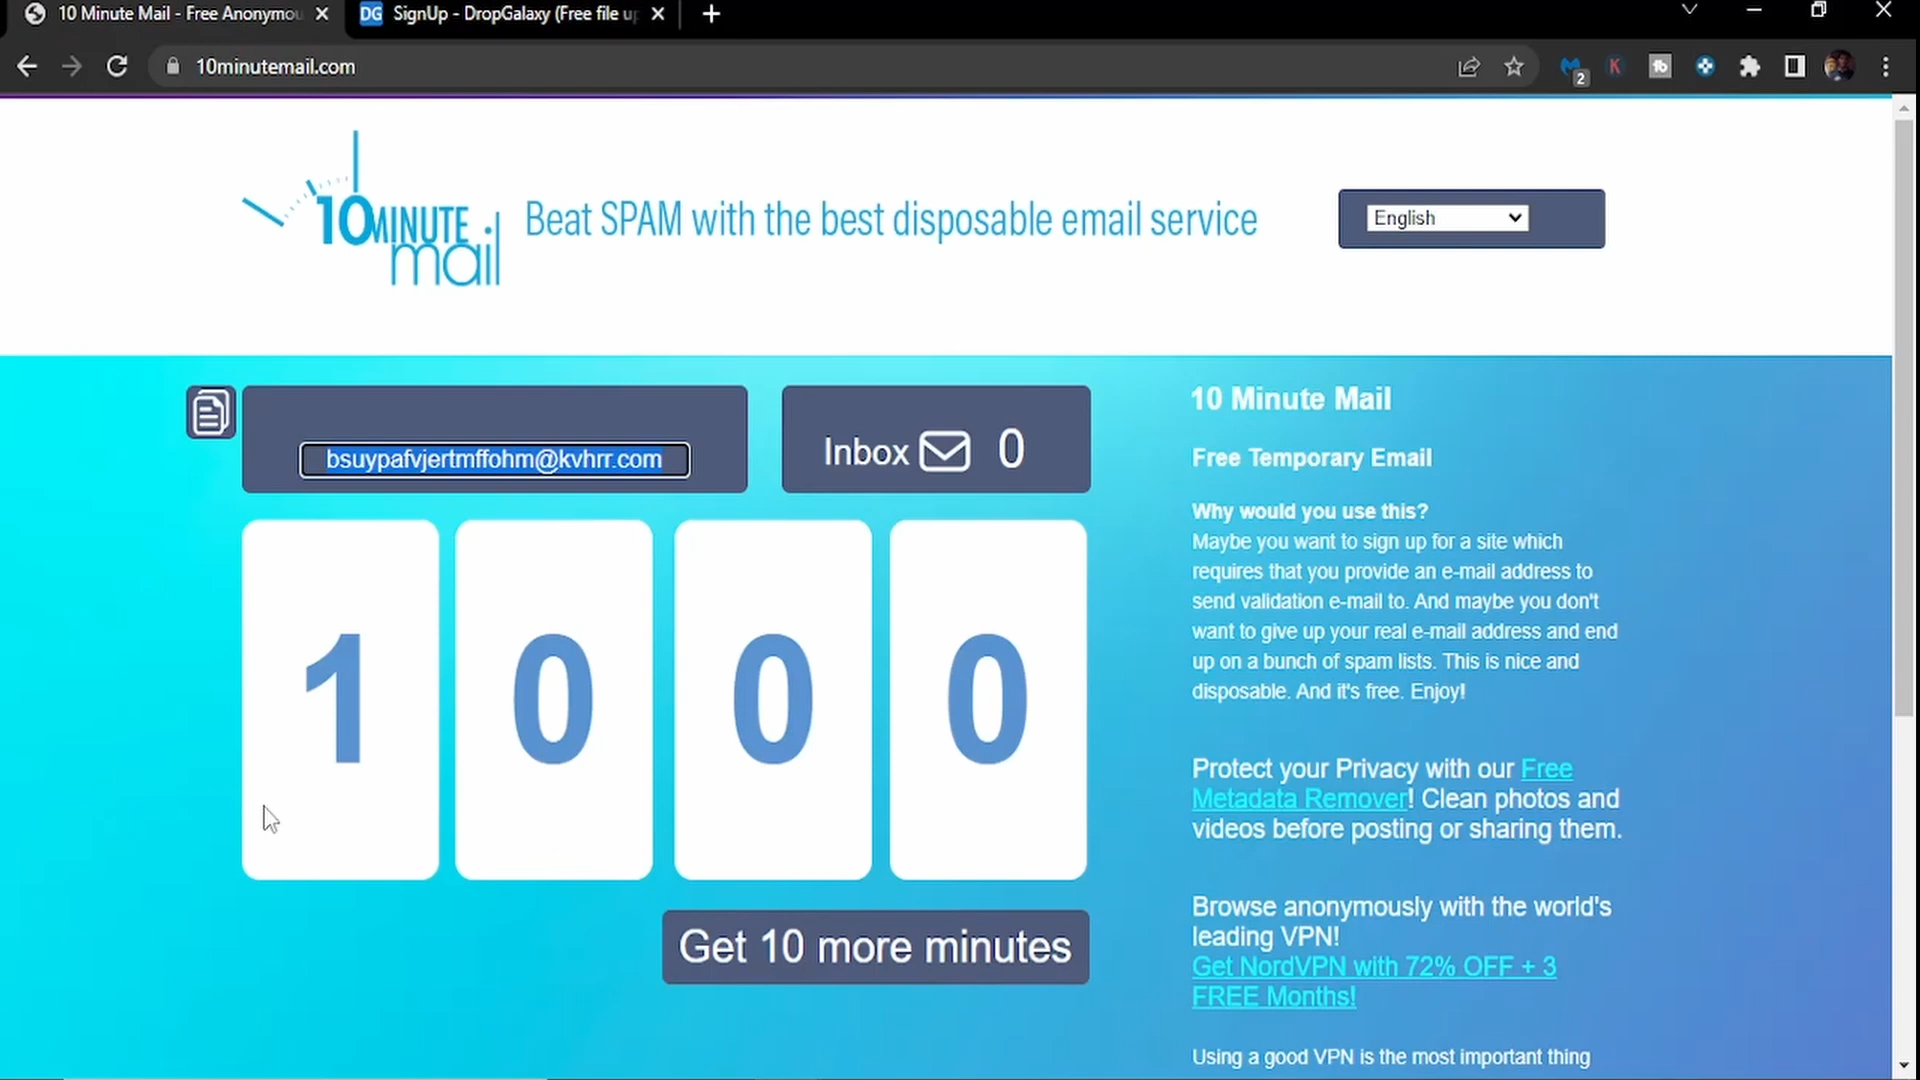 10 Minute Mail - Free Anonymou
DG SignUp - DropGalaxy (Free file up
10minutemail.com
2
K
10MINUTE
mail
Beat SPAM with the best disposable email service
English
bsuypafvjertmffohm@kvhrr.com
Inbox 0
1 0 0 0
Get 10 more minutes
10 Minute Mail
Free Temporary Email
Why would you use this?
Maybe you want to sign up for a site which
requires that you provide an e-mail address to
send validation e-mail to. And maybe you don't
want to give up your real e-mail address and end
up on a bunch of spam lists. This is nice and
disposable. And it's free. Enjoy!
Protect your Privacy with our Free
Metadata Remover! Clean photos and
videos before posting or sharing them.
Browse anonymously with the world's
leading VPN!
Get NordVPN with 72% OFF + 3
FREE Months!
Using a good VPN is the most important thing